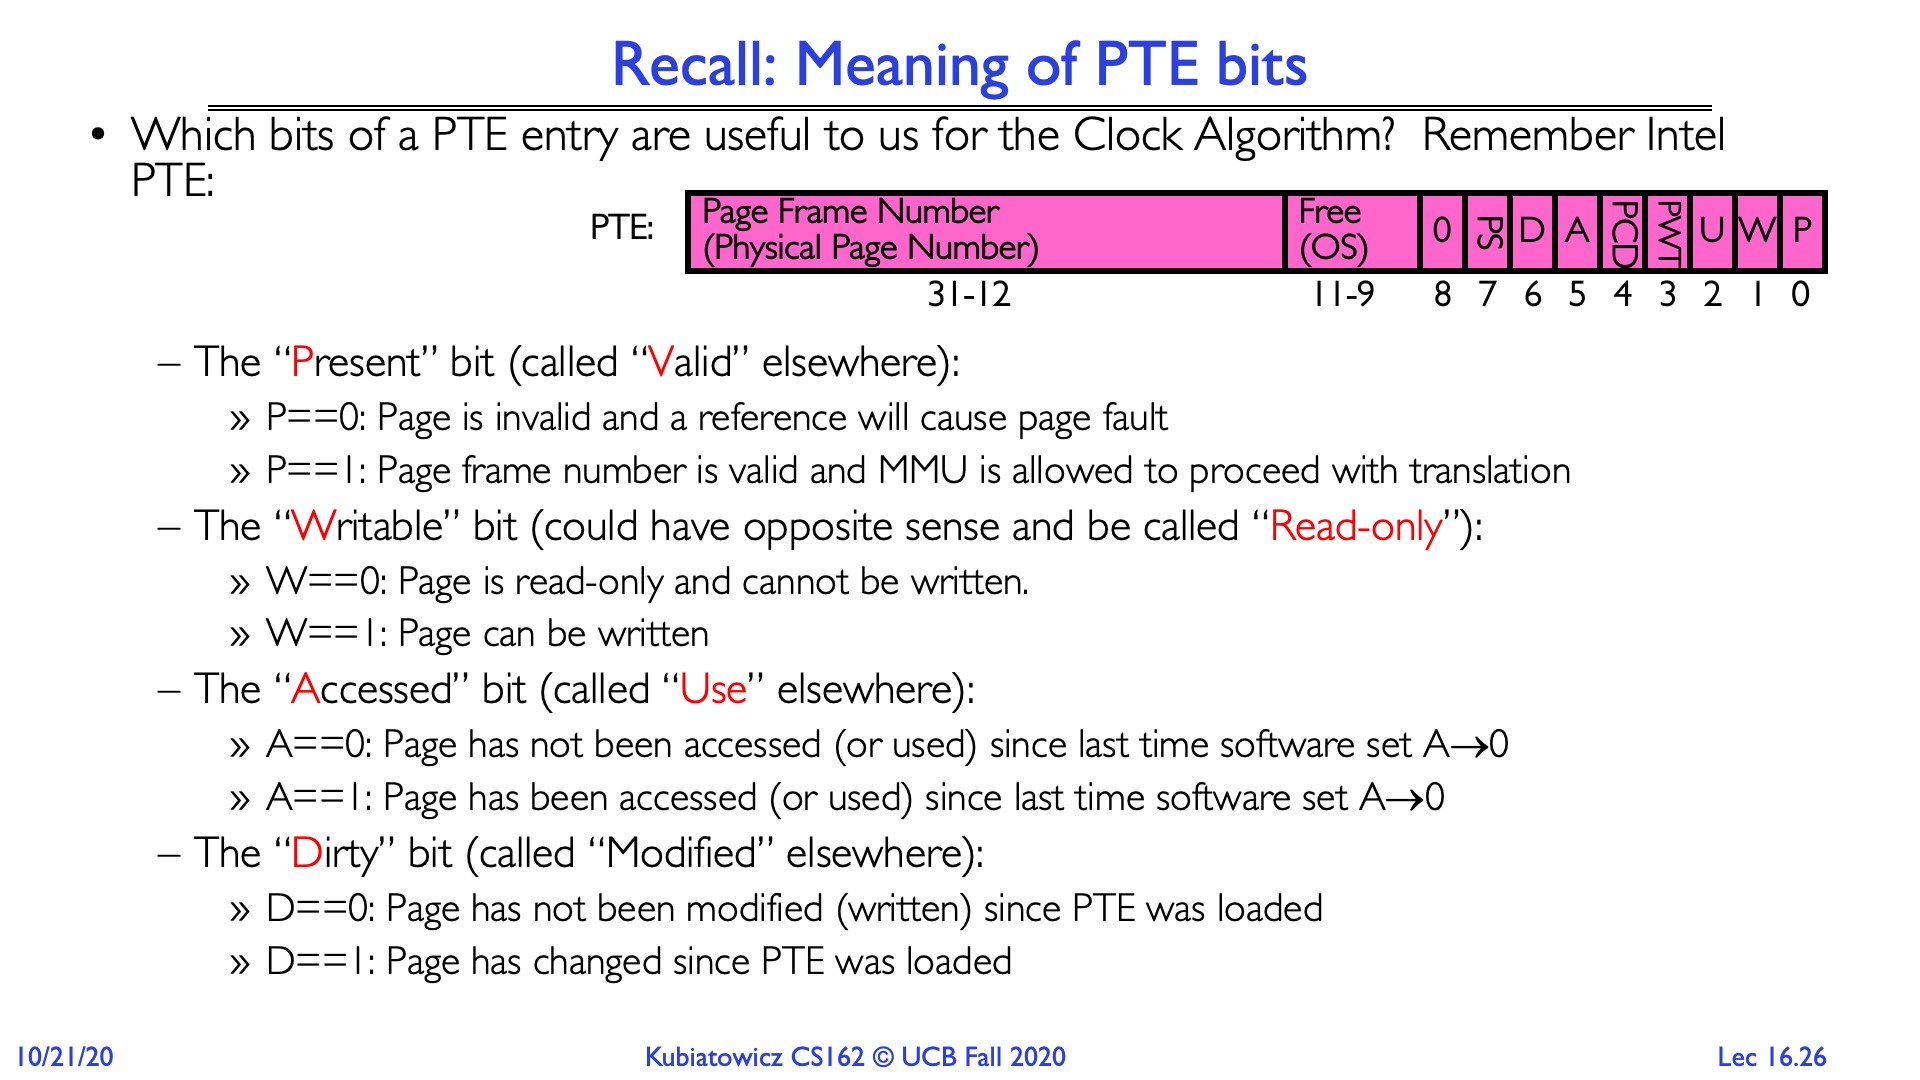 Recall: Meaning of PTE bits
• Which bits of a PTE entry are useful to us for the Clock Algorithm? Remember Intel
PTE:
PTE:
Page Frame Number
(Physical Page Number)
Free
(OS)
0
PS
D
A
PCD
PWT
U
W
P
31-12
11-9
8
7
6
5
4
3
2
1
0
– The “Present” bit (called “Valid” elsewhere):
» P==0: Page is invalid and a reference will cause page fault
» P==1: Page frame number is valid and MMU is allowed to proceed with translation
– The “Writable” bit (could have opposite sense and be called “Read-only”):
» W==0: Page is read-only and cannot be written.
» W==1: Page can be written
– The “Accessed” bit (called “Use” elsewhere):
» A==0: Page has not been accessed (or used) since last time software set A→0
» A==1: Page has been accessed (or used) since last time software set A→0
– The “Dirty” bit (called “Modified” elsewhere):
» D==0: Page has not been modified (written) since PTE was loaded
» D==1: Page has changed since PTE was loaded
10/21/20
Kubiatowicz CS162 © UCB Fall 2020
Lec 16.26